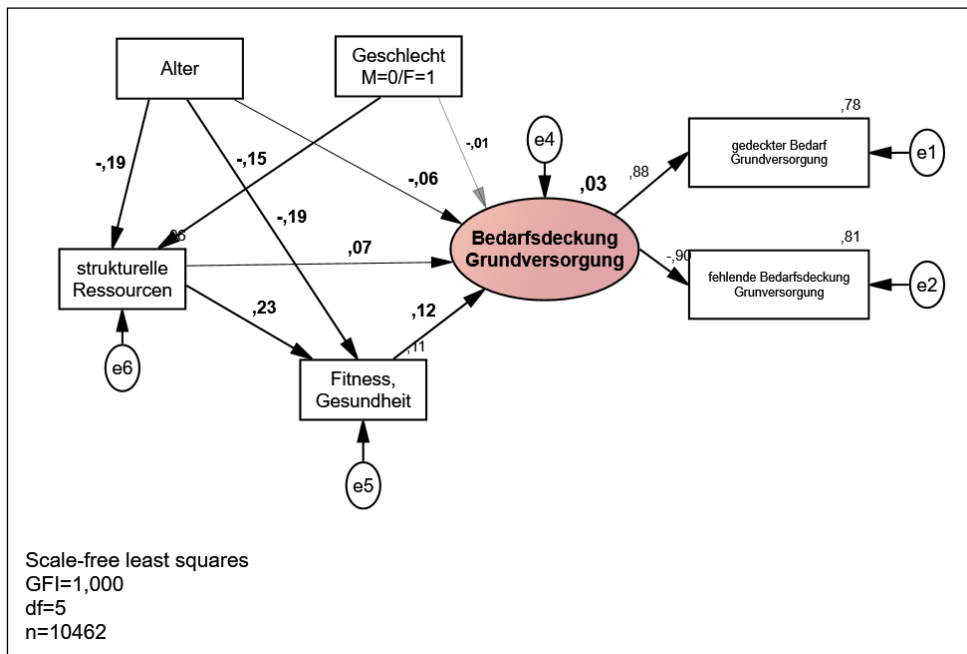 Alter
Geschlecht
M=0/F=1
,78
gedeckter Bedarf
Grundversorgung
e1
e4
-,19
-,15
-,01
,88
-,06
,03
-,19
Bedarfsdeckung
Grundversorgung
,81
-,90
fehlende Bedarfsdeckung
Grunversorgung
e2
strukturelle
Ressourcen
,07
,23
,12
,11
e6
Fitness,
Gesundheit
e5
Scale-free least squares
GFI=1,000
df=5
n=10462